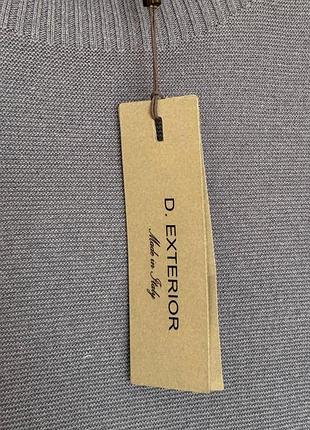 D. EXTERIOR
Made in Italy